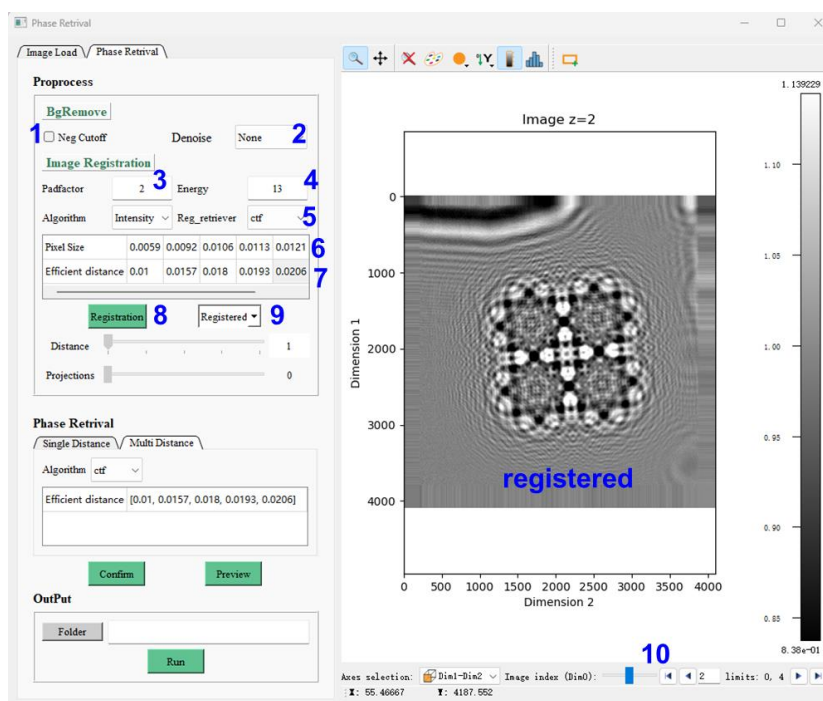 Phase Retrival
Image Load
Phase Retrival
Proprocess
BgRemove
1 Neg Cutoff Denoise None 2
Image Registration
Padfactor 2 3 Energy 13 4
Algorithm Intensity Reg_retriever ctf 5
Pixel Size 0.0059 0.0092 0.0106 0.0113 0.0121 6
Efficient distance 0.01 0.0157 0.018 0.0193 0.0206 7
Registration 8 Registered 9
Distance 1
Projections 0
Phase Retrival
Single Distance Multi Distance
Algorithm ctf
Efficient distance [0.01, 0.0157, 0.018, 0.0193, 0.0206]
Confirm Preview
OutPut
Folder
Run
Image z=2
0
1000
2000
3000
4000
Dimension 1
registered
0 500 1000 1500 2000 2500 3000 3500 4000
Dimension 2
1.139229
1.10
1.05
1.00
0.95
0.90
0.85
8.38e-01
10
Axes selection: Dim1-Dim2 Image index (Dim0): 2 limits: 0, 4
X: 55.46667 Y: 4187.552